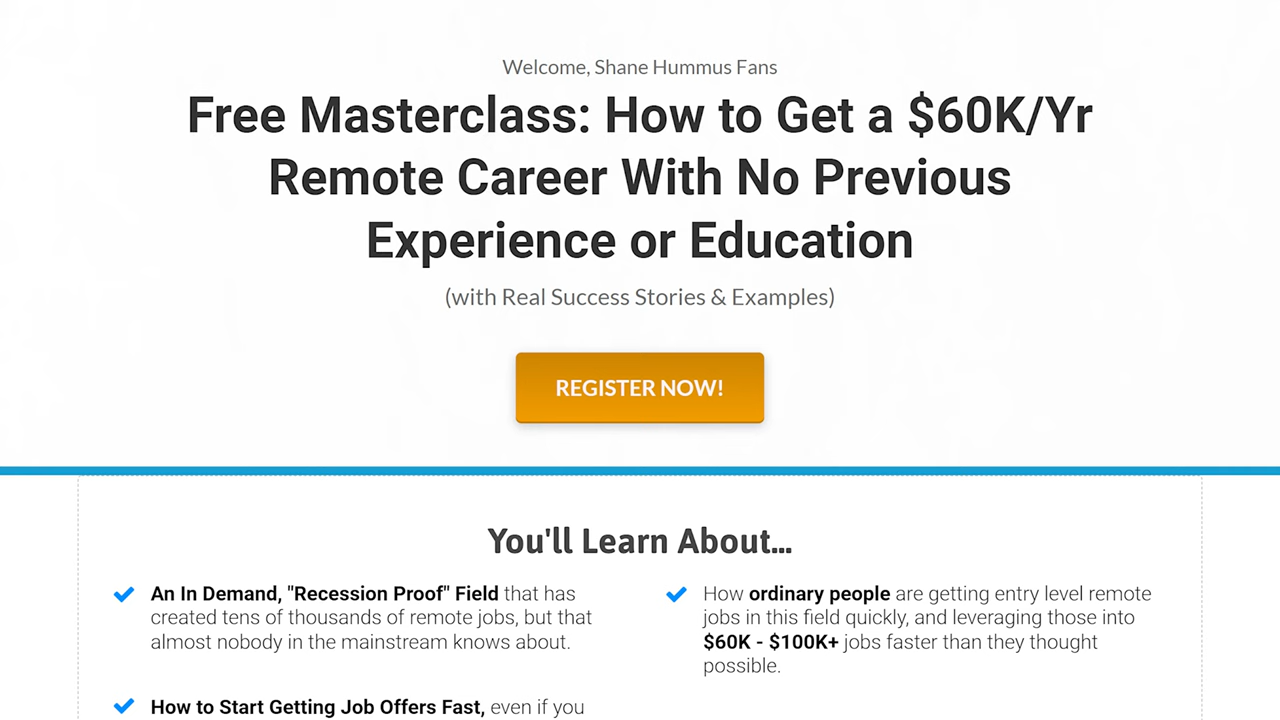 Welcome, Shane Hummus Fans
Free Masterclass: How to Get a $60K/Yr
Remote Career With No Previous
Experience or Education
(with Real Success Stories & Examples)
REGISTER NOW!
You'll Learn About...
An In Demand, "Recession Proof" Field that has
created tens of thousands of remote jobs, but that
almost nobody in the mainstream knows about.
How to Start Getting Job Offers Fast, even if you
How ordinary people are getting entry level remote
jobs in this field quickly, and leveraging those into
$60K - $100K+ jobs faster than they thought
possible.